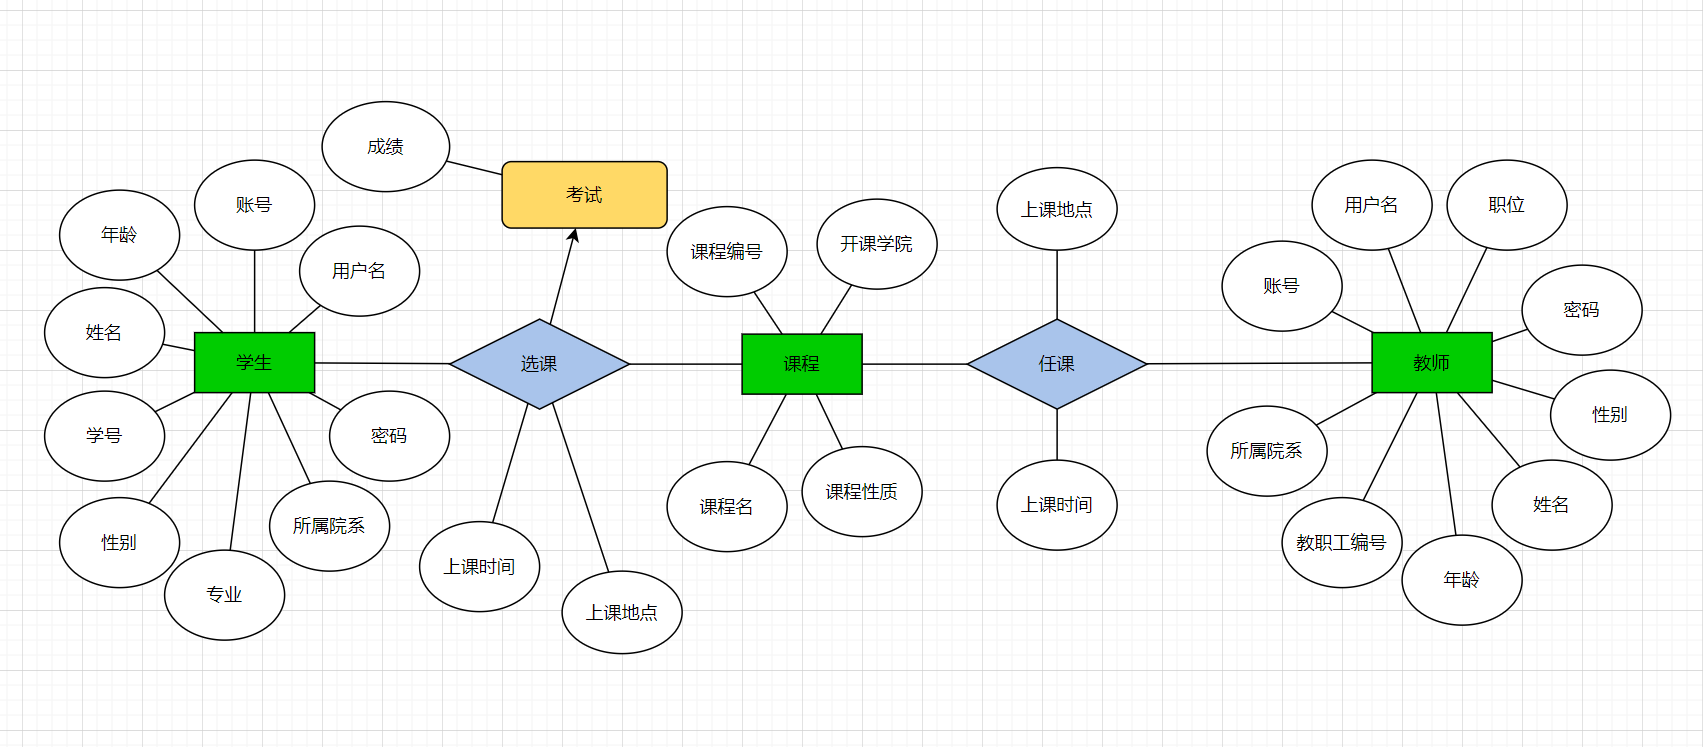 成绩
考试
账号
年龄
用户名
姓名
学生
学号
密码
性别
专业
所属院系
选课
上课时间
上课地点
课程编号
开课学院
课程
课程名
课程性质
上课地点
任课
上课时间
用户名
职位
账号
密码
教师
性别
所属院系
姓名
教职工编号
年龄